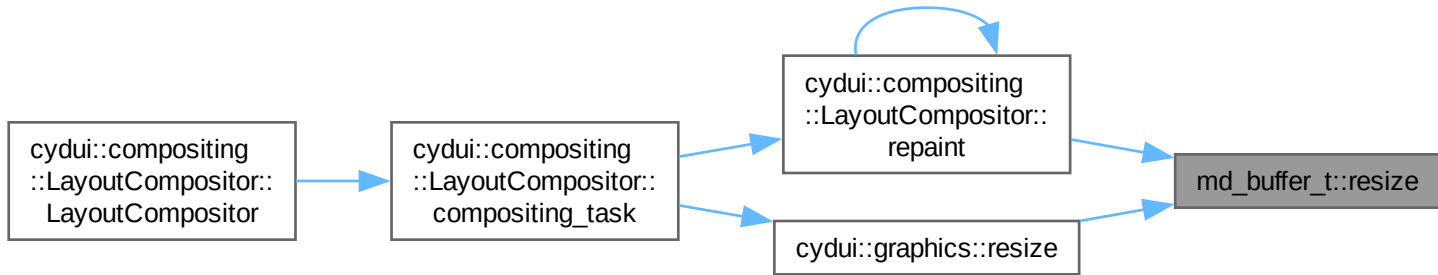 cydui::compositing
::LayoutCompositor::
LayoutCompositor
cydui::compositing
::LayoutCompositor::
compositing_task
cydui::compositing
::LayoutCompositor::
repaint
cydui::graphics::resize
md_buffer_t::resize